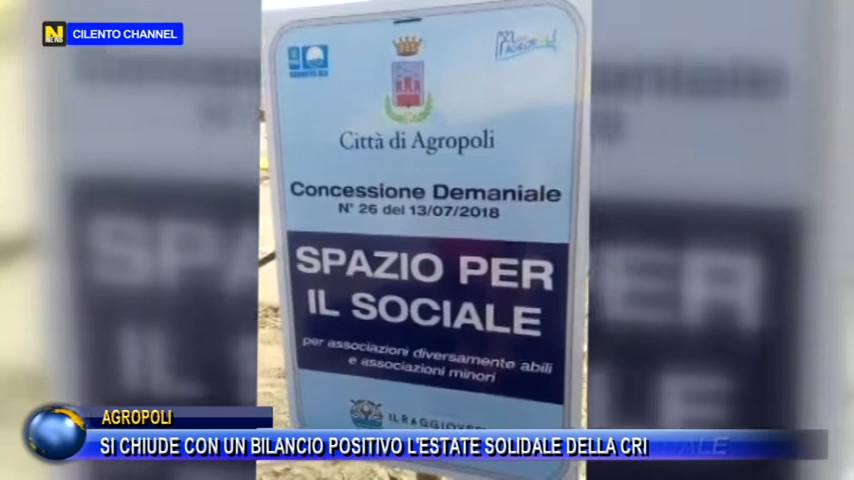 CILENTO CHANNEL
Città di Agropoli
Concessione Demaniale
N° 26 del 13/07/2018
SPAZIO PER
IL SOCIALE
per associazioni diversamente abili
e associazioni minori
AGROPOLI
SI CHIUDE CON UN BILANCIO POSITIVO L'ESTATE SOLIDALE DELLA CRI